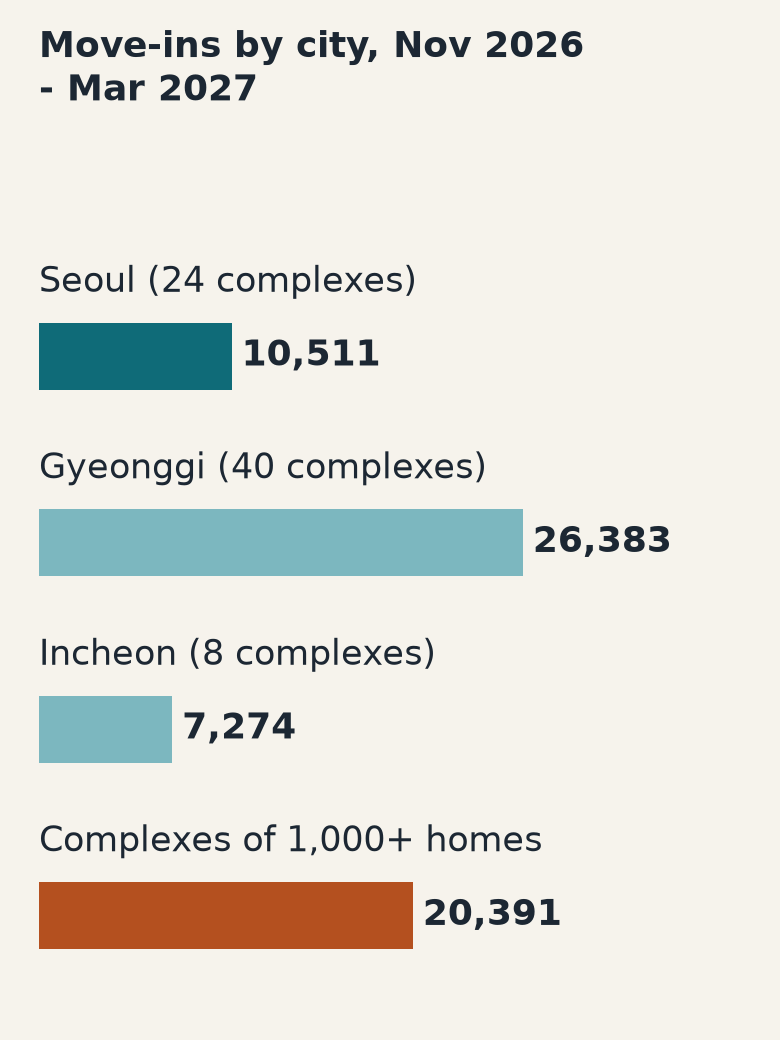 Move-ins by city, Nov 2026
- Mar 2027
Seoul (24 complexes)
10,511
Gyeonggi (40 complexes)
26,383
Incheon (8 complexes)
7,274
Complexes of 1,000+ homes
20,391